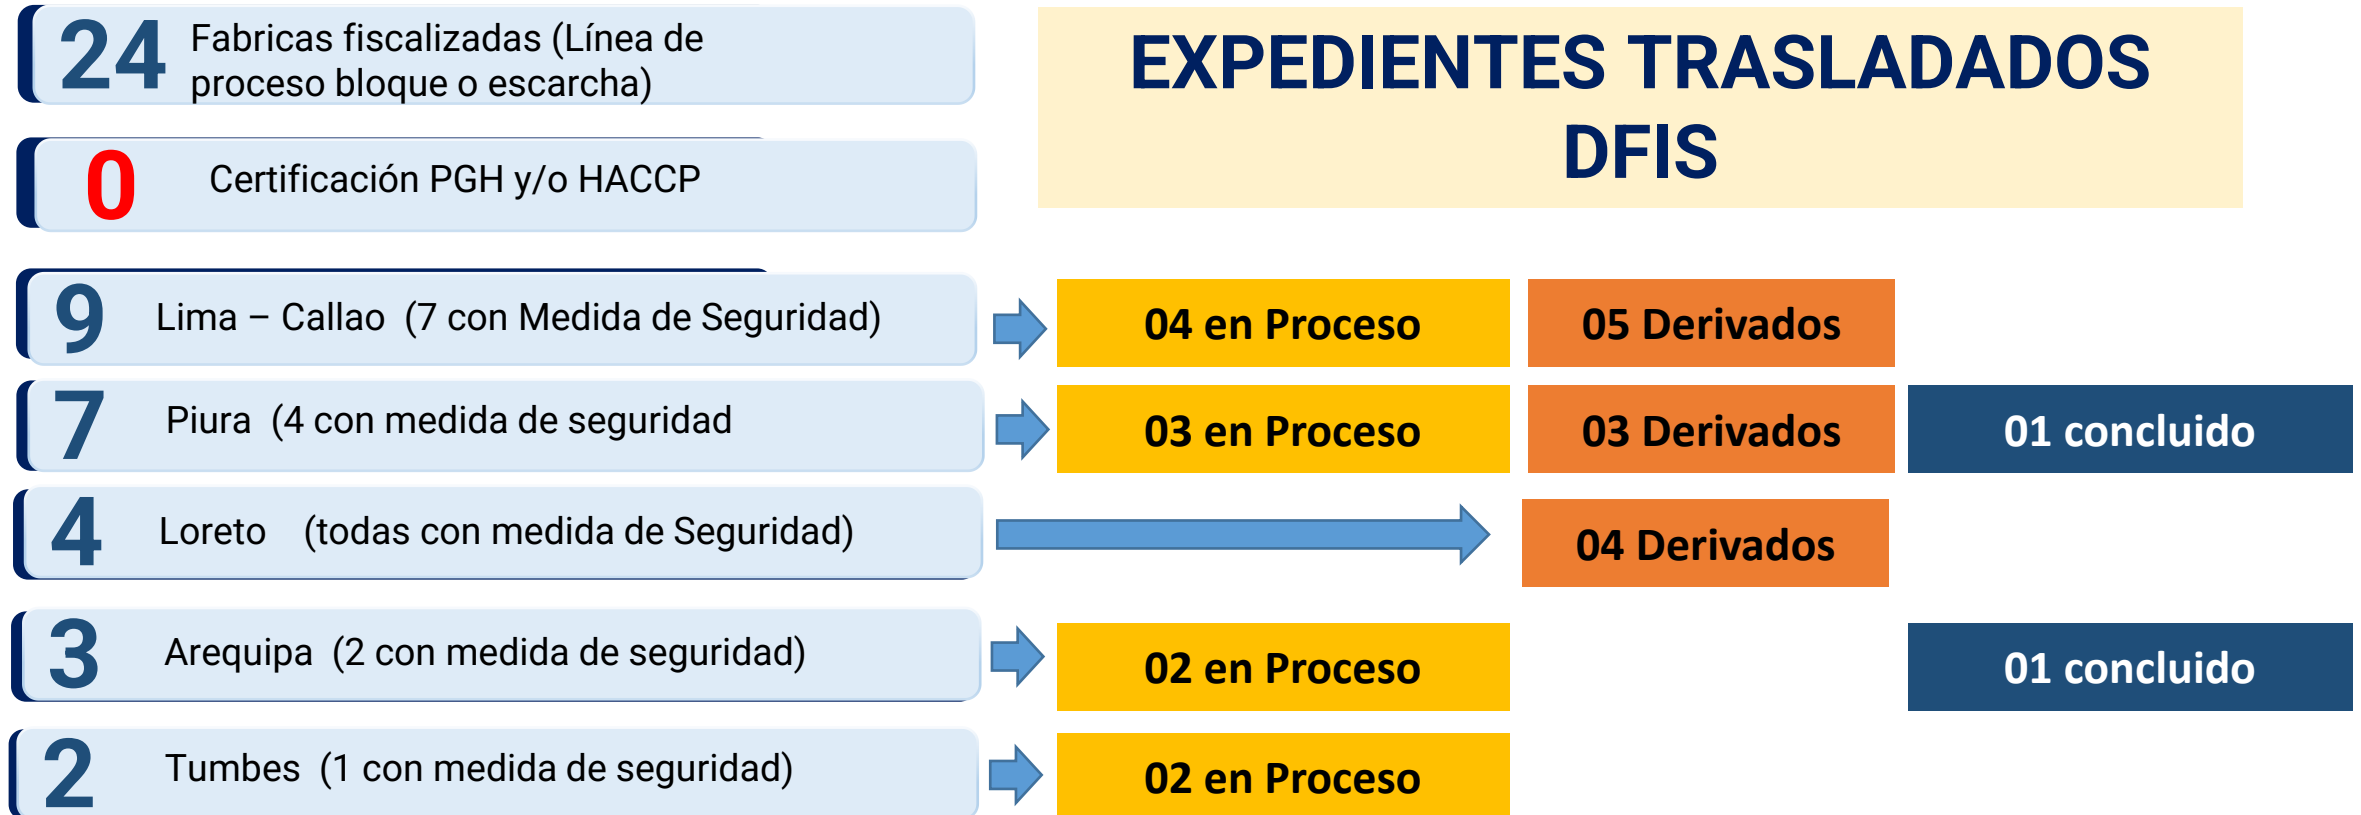 24 Fabricas fiscalizadas (Línea de
proceso bloque o escarcha)
EXPEDIENTES TRASLADADOS
DFIS
0 Certificación PGH y/o HACCP
9 Lima – Callao (7 con Medida de Seguridad)
04 en Proceso
05 Derivados
7 Piura (4 con medida de seguridad
03 en Proceso
03 Derivados
01 concluido
4 Loreto (todas con medida de Seguridad)
04 Derivados
3 Arequipa (2 con medida de seguridad)
02 en Proceso
01 concluido
2 Tumbes (1 con medida de seguridad)
02 en Proceso